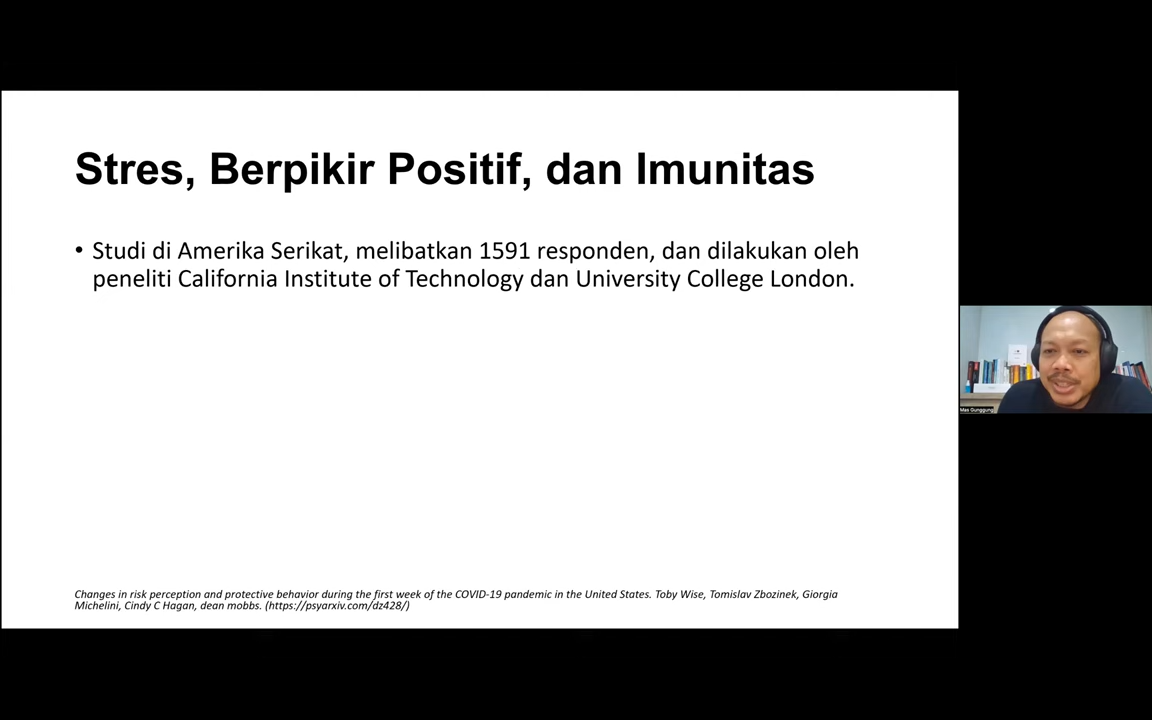 Stres, Berpikir Positif, dan Imunitas
• Studi di Amerika Serikat, melibatkan 1591 responden, dan dilakukan oleh
peneliti California Institute of Technology dan University College London.
Changes in risk perception and protective behavior during the first week of the COVID-19 pandemic in the United States. Toby Wise, Tomislav Zbozinek, Giorgia
Michelini, Cindy C Hagan, dean mobbs. (https://psyarxiv.com/dz428/)
Mas Gunggung